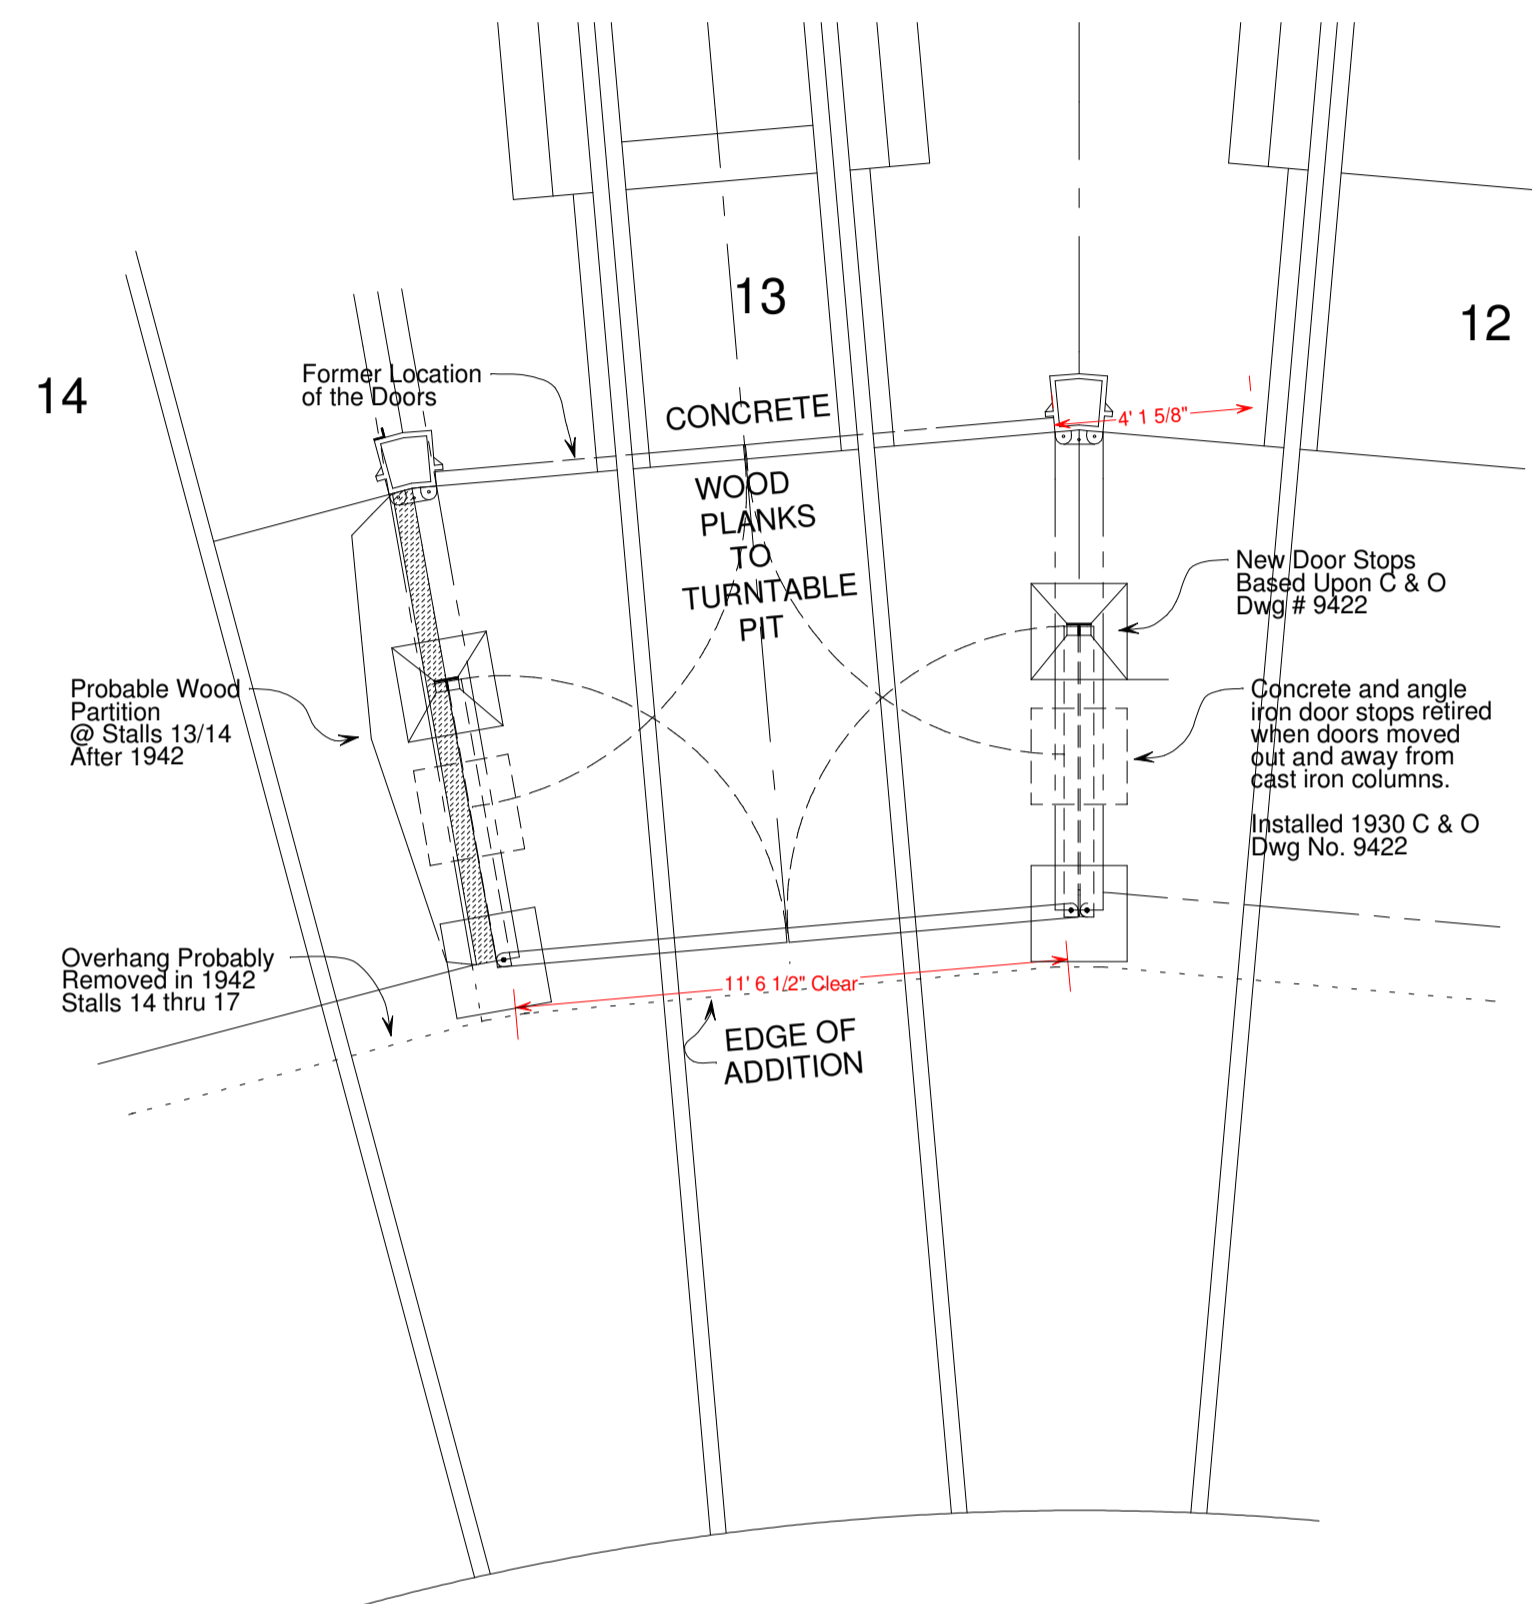 13
12
14
Former Location
of the Doors
CONCRETE
4' 1 5/8"
WOOD
PLANKS
TO
TURNTABLE
PIT
New Door Stops
Based Upon C & O
Dwg # 9422
Probable Wood
Partition
@ Stalls 13/14
After 1942
Concrete and angle
iron door stops retired
when doors moved
out and away from
cast iron columns.
Installed 1930 C & O
Dwg No. 9422
Overhang Probably
Removed in 1942
Stalls 14 thru 17
11' 6 1/2" Clear
EDGE OF
ADDITION